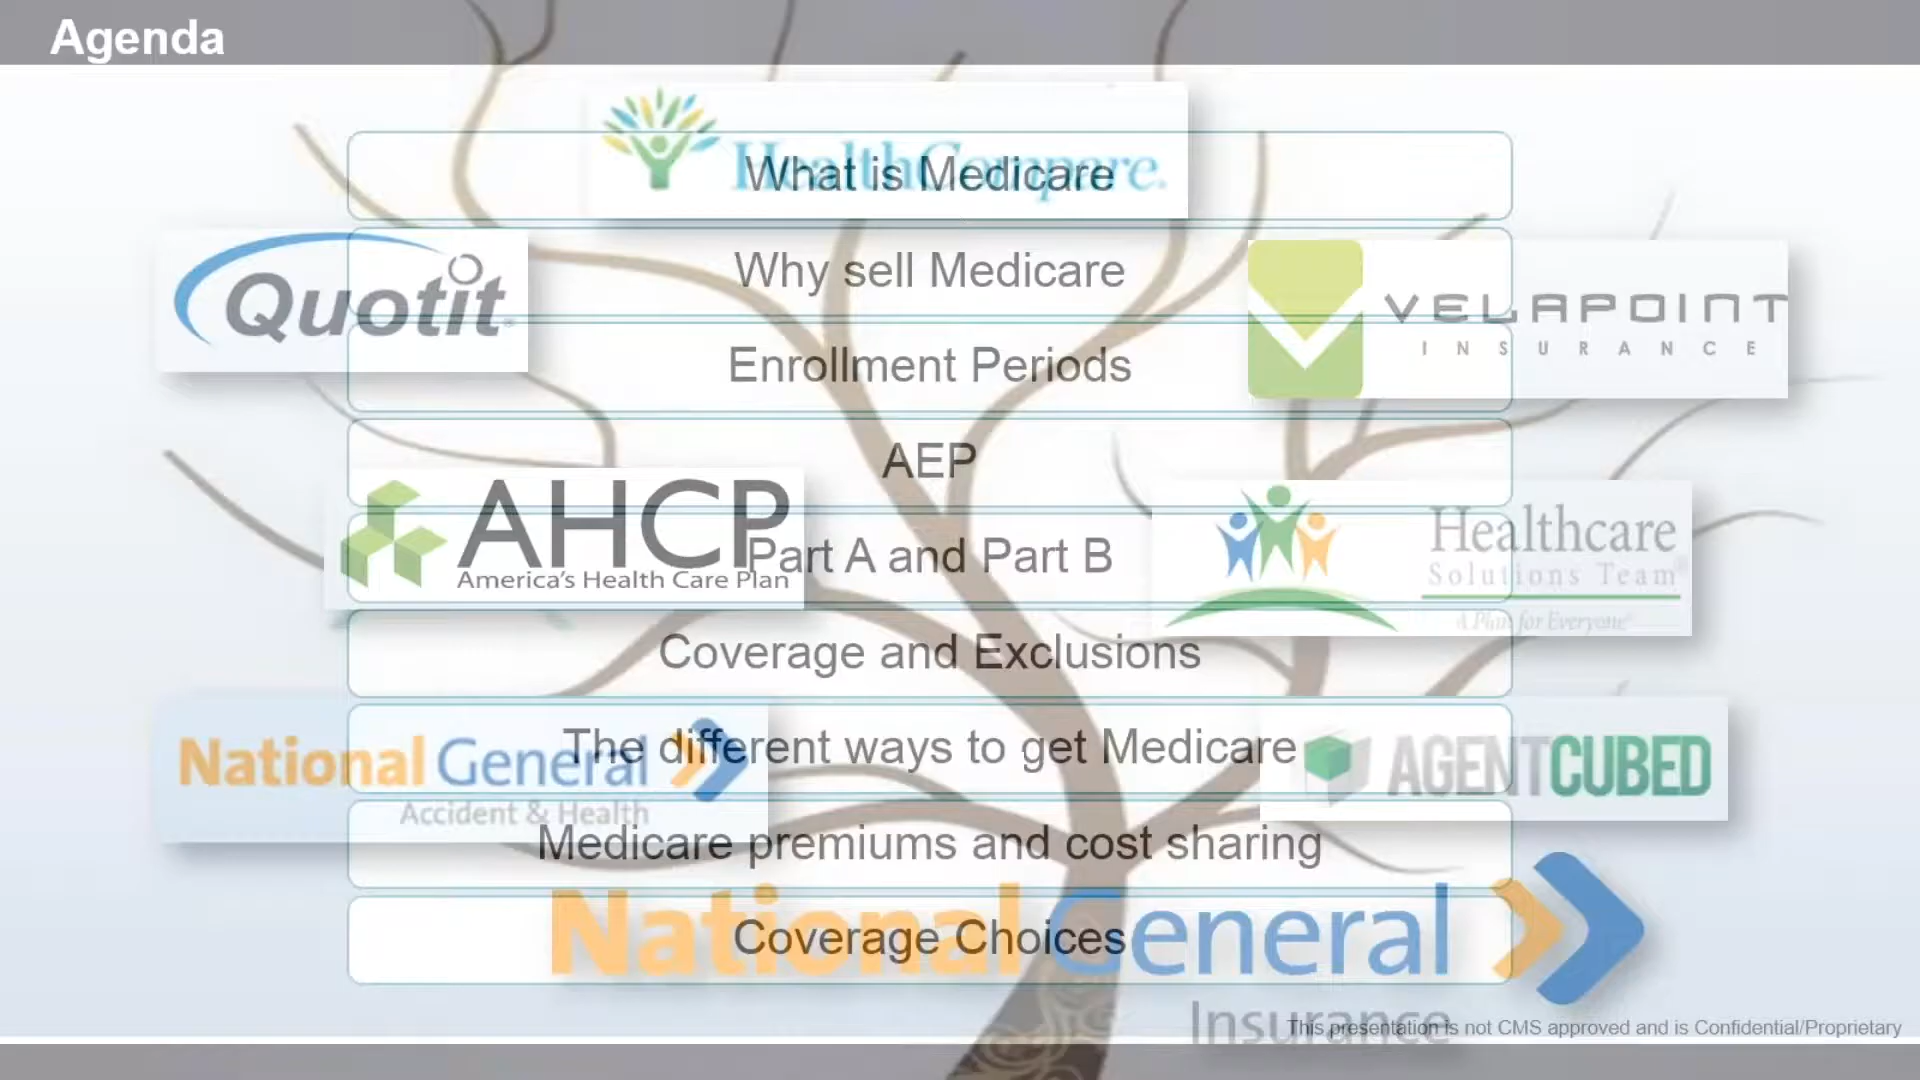 Agenda
HealthCompare.
What is Medicare
Quotit
Why sell Medicare
VELAPOINT
INSURANCE
Enrollment Periods
AEP
AHCP
America's Health Care Plan
Part A and Part B
Healthcare
Solutions Team®
A Plan for Everyone®
Coverage and Exclusions
National General
Accident & Health
The different ways to get Medicare
AGENTCUBED
Medicare premiums and cost sharing
National General
Insurance
Coverage Choices
This presentation is not CMS approved and is Confidential/Proprietary